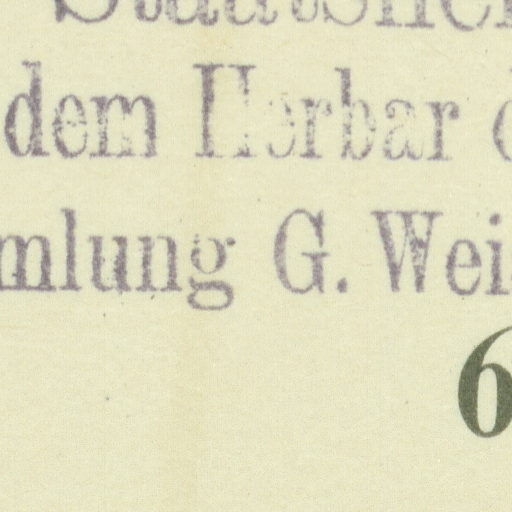 dem Herbar
mlung G. Wei
6